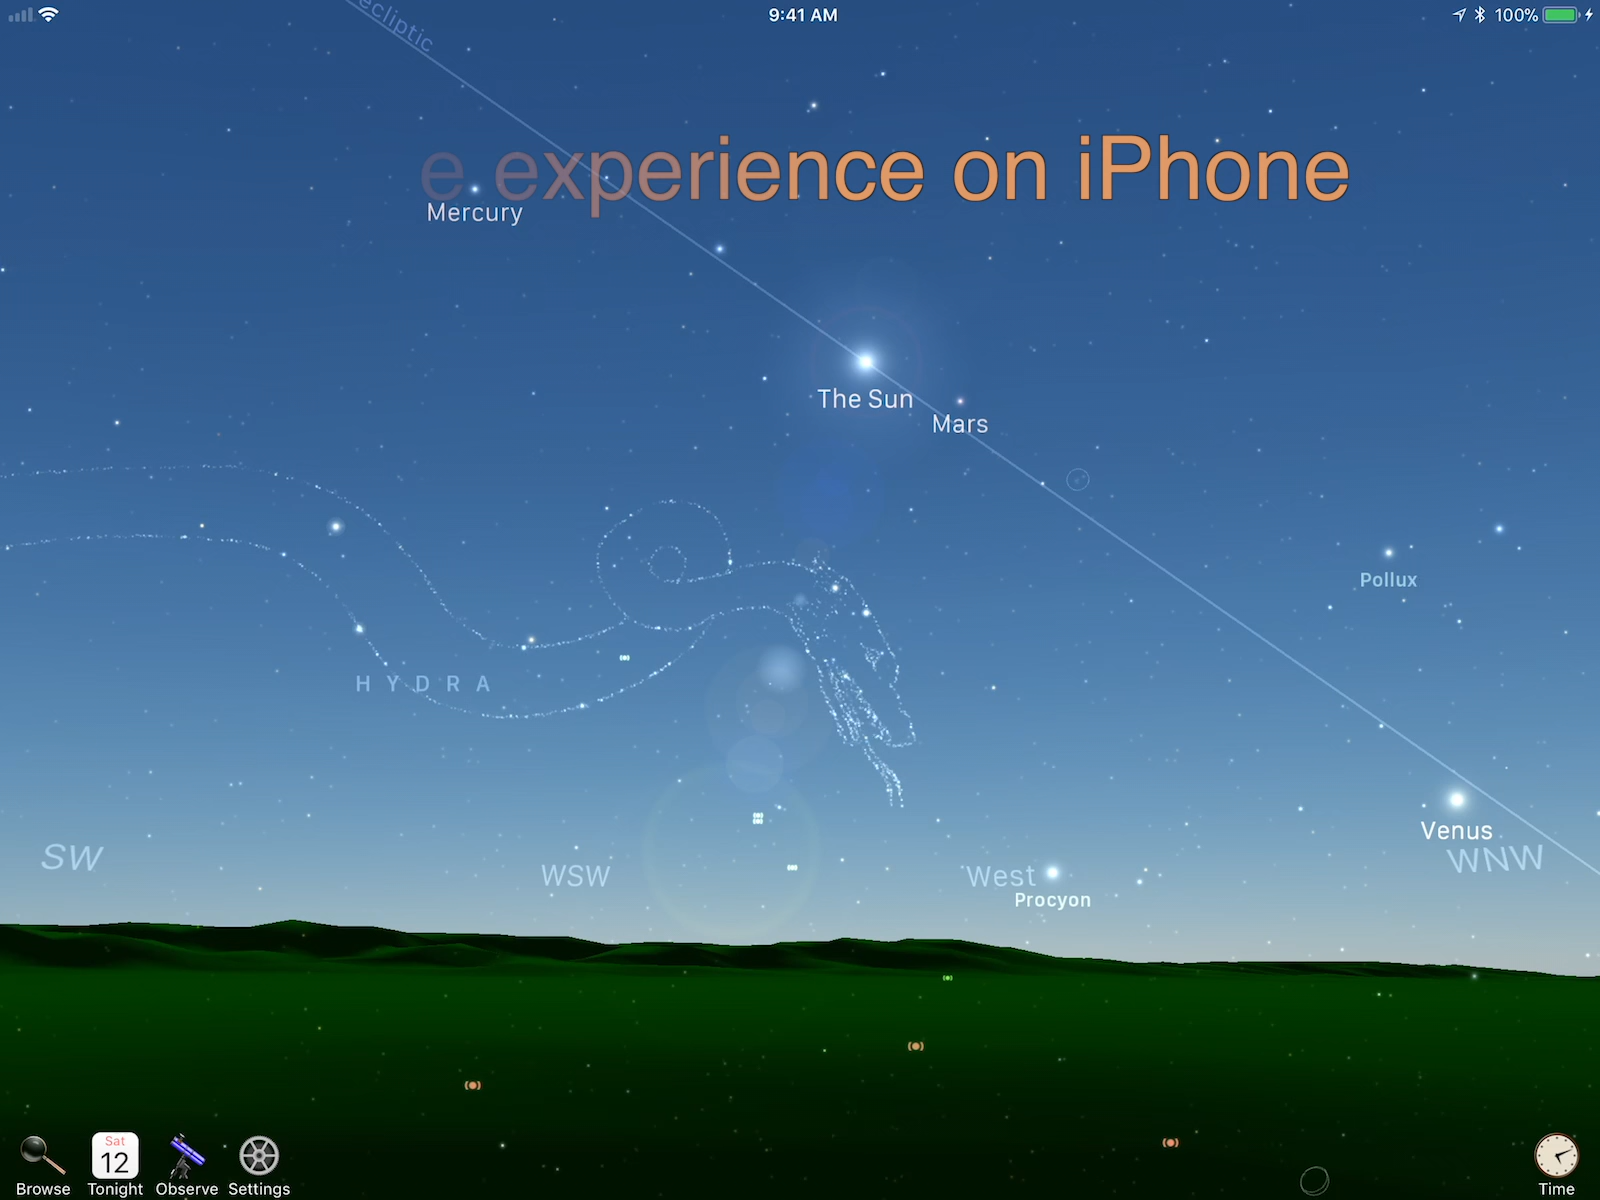 9:41 AM
100%
ecliptic
e experience on iPhone
Mercury
The Sun
Mars
Pollux
HYDRA
Venus
SW
WSW
West
WNW
Procyon
Sat
12
Browse
Tonight
Observe
Settings
Time